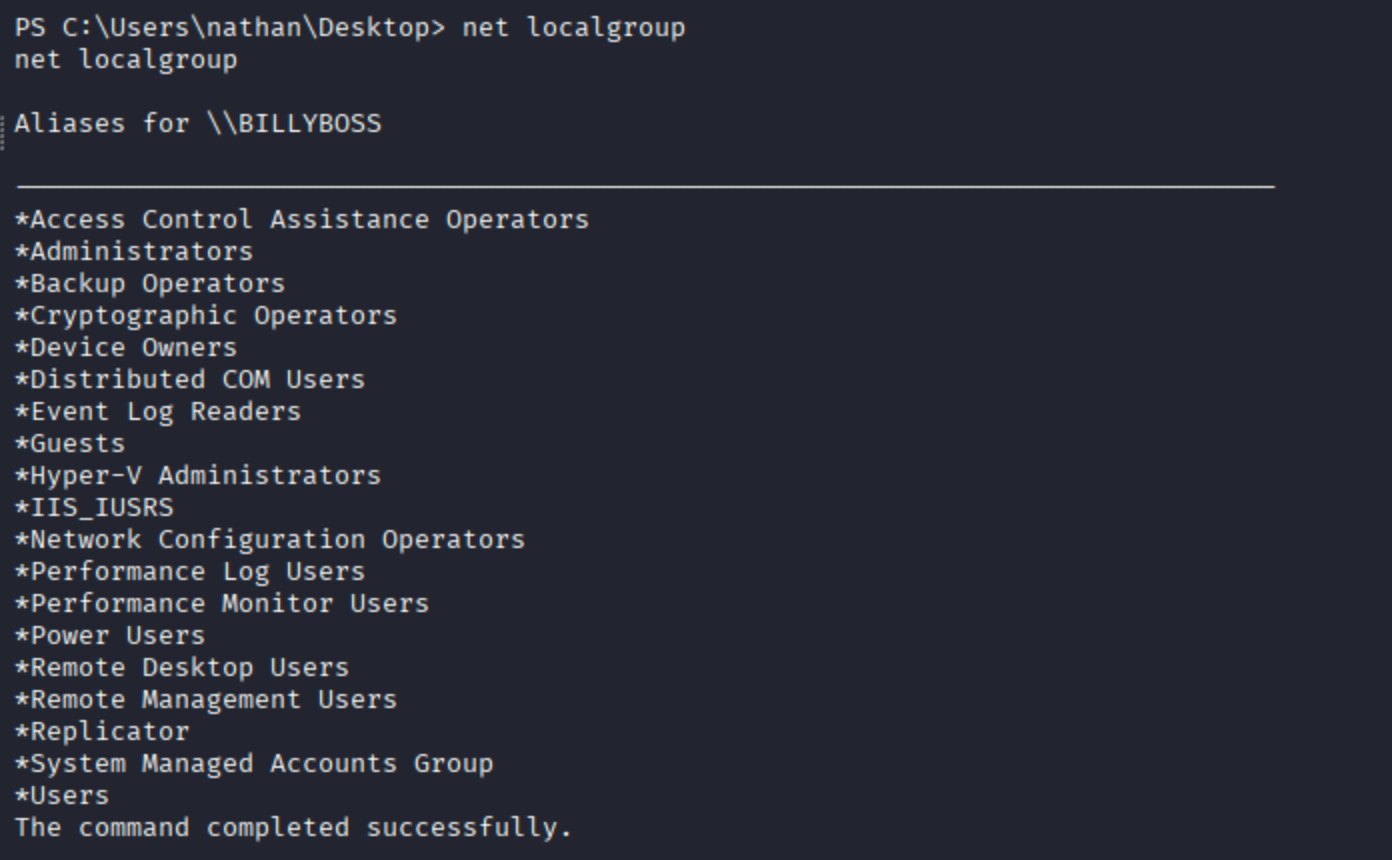 PS C:\Users\nathan\Desktop> net localgroup
net localgroup
Aliases for \\BILLYBOSS
*Access Control Assistance Operators
*Administrators
*Backup Operators
*Cryptographic Operators
*Device Owners
*Distributed COM Users
*Event Log Readers
*Guests
*Hyper-V Administrators
*IIS_IUSRS
*Network Configuration Operators
*Performance Log Users
*Performance Monitor Users
*Power Users
*Remote Desktop Users
*Remote Management Users
*Replicator
*System Managed Accounts Group
*Users
The command completed successfully.